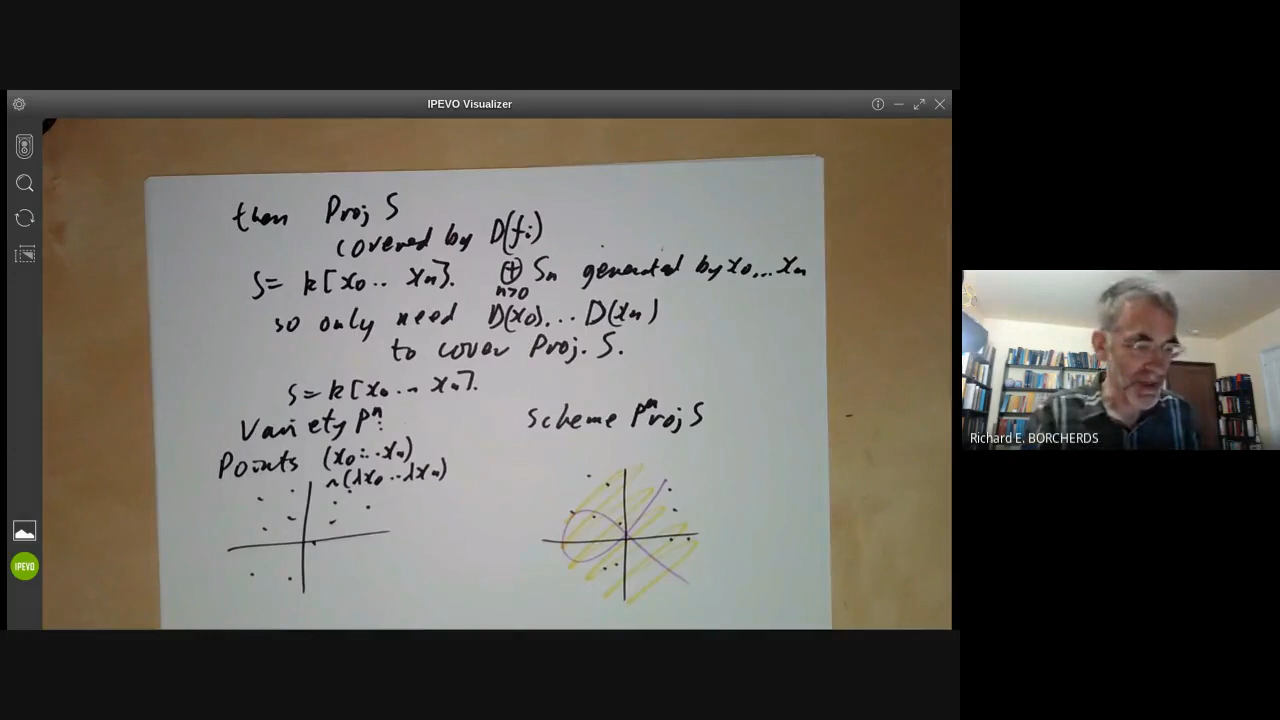 IPEVO Visualizer
then Proj S
covered by D(fi)
S= k[x0.. xn]. ⊕ Sn generated by x0...xn
n>0
so only need D(x0)... D(xn)
to cover Proj. S.
S=k[x0...xn].
Variety Pⁿ:
Scheme Pⁿ Proj S
Points (x0:..xn)
~(λx0..λxn)
IPEVO
Richard E. BORCHERDS